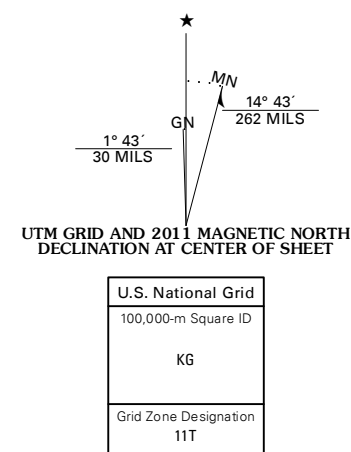 ★
MN
GN
14° 43´
262 MILS
1° 43´
30 MILS
UTM GRID AND 2011 MAGNETIC NORTH
DECLINATION AT CENTER OF SHEET
U.S. National Grid
100,000-m Square ID
KG
Grid Zone Designation
11T